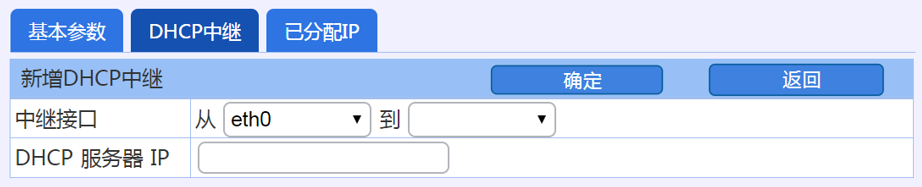 基本参数 DHCP中继 已分配IP
新增DHCP中继 确定 返回
中继接口 从 eth0 到
DHCP 服务器 IP